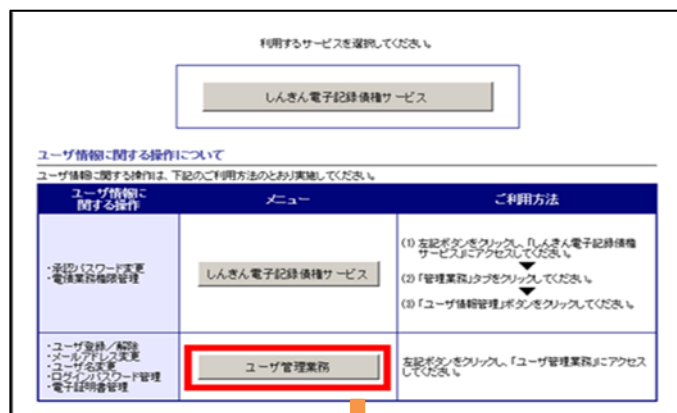 利用するサービスを選択してください。
しんきん電子記録債権サービス
ユーザ情報に関する操作について
ユーザ情報に関する操作は、下記のご利用方法のとおり実施してください。
ユーザ情報に
関する操作
メニュー
ご利用方法
・承認パスワード変更
・電債業務権限管理
しんきん電子記録債権サービス
(1) 左記ボタンをクリックし、「しんきん電子記録債権
サービス」にアクセスしてください。
(2) 「管理業務」タブをクリックしてください。
(3) 「ユーザ情報管理」ボタンをクリックしてください。
・ユーザ登録／解除
・メールアドレス変更
・ユーザ名変更
・ログインパスワード管理
・電子証明書管理
ユーザ管理業務
左記ボタンをクリックし、「ユーザ管理業務」にアクセス
してください。